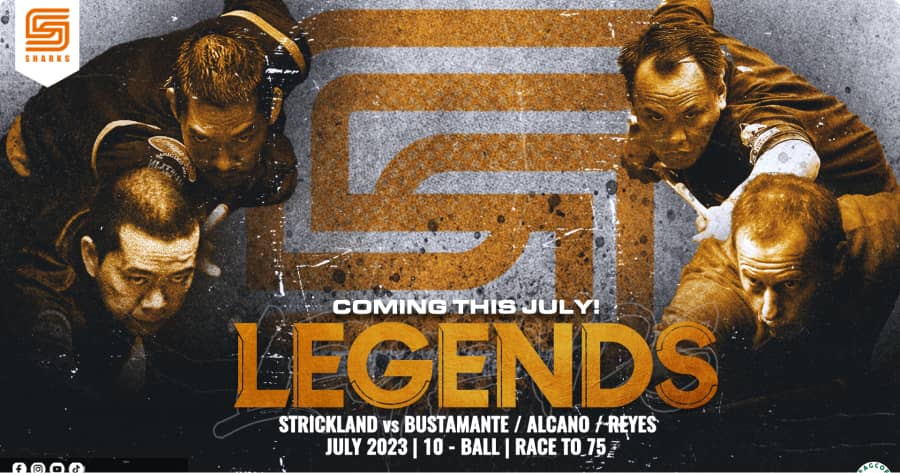 SHARKS
COMING THIS JULY!
LEGENDS
STRICKLAND vs BUSTAMANTE / ALCANO / REYES
JULY 2023 | 10 - BALL | RACE TO 75